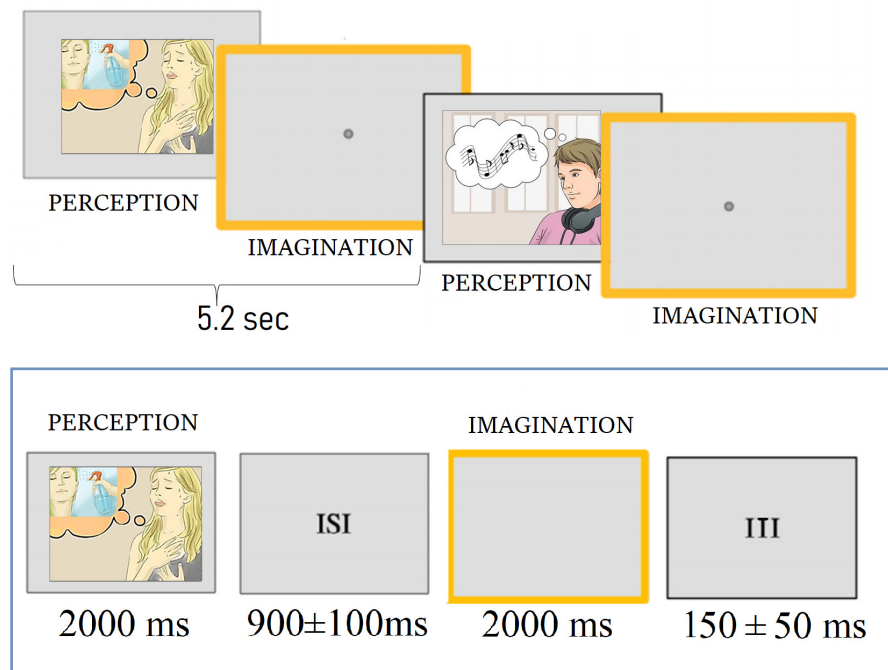 PERCEPTION
IMAGINATION
PERCEPTION
IMAGINATION
5.2 sec
PERCEPTION
IMAGINATION
ISI
ITI
2000 ms
900±100ms
2000 ms
150 ± 50 ms